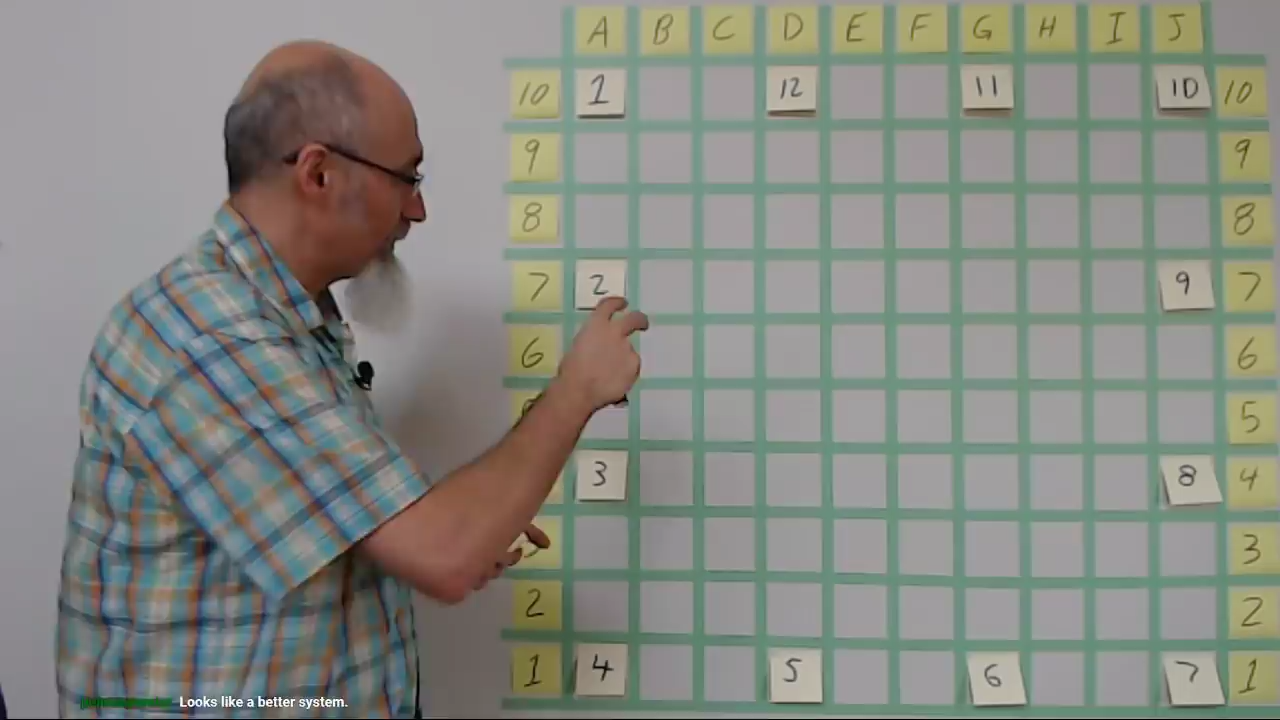 A B C D E F G H I J
10 1 12 11 10 10
9 9
8 8
7 2 9 7
6 6
5
3 8 4
3
2 2
1 4 5 6 7 1
Looks like a better system.